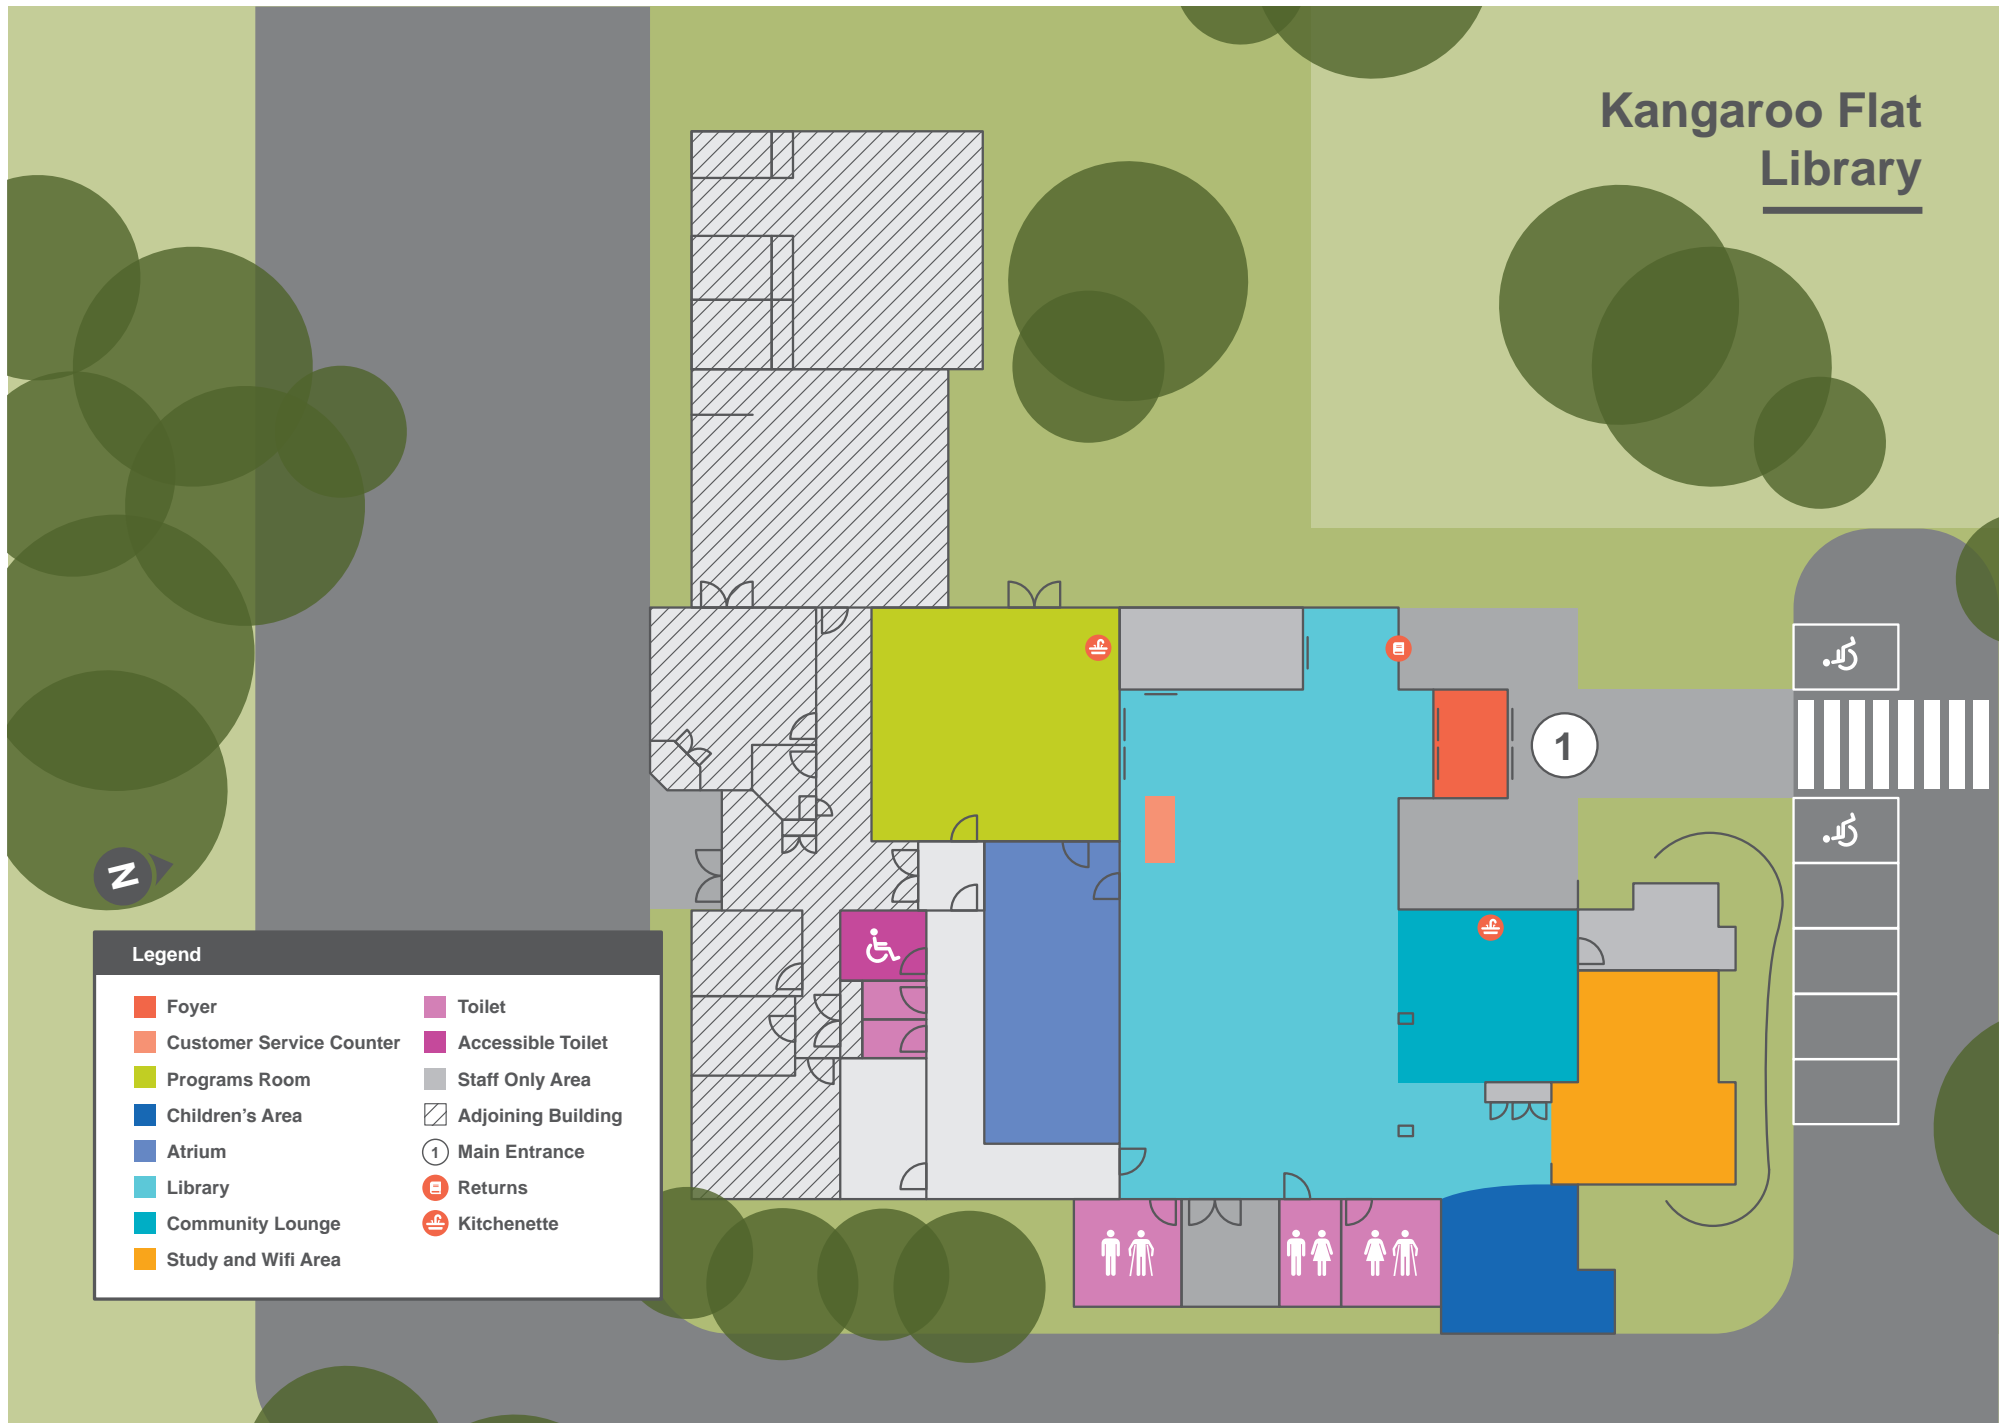 Kangaroo Flat
Library
1
N
Legend
Foyer
Customer Service Counter
Programs Room
Children’s Area
Atrium
Library
Community Lounge
Study and Wifi Area
Toilet
Accessible Toilet
Staff Only Area
Adjoining Building
1 Main Entrance
Returns
Kitchenette